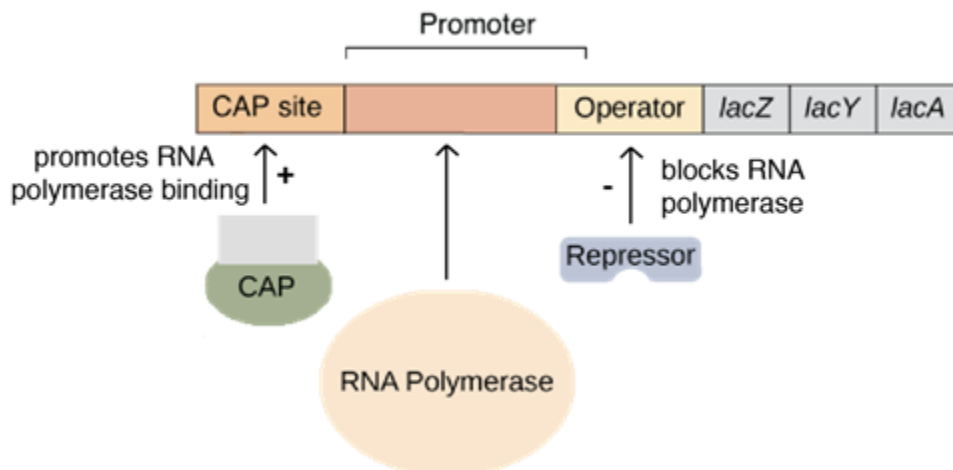 Promoter
CAP site
Operator
lacZ
lacY
lacA
promotes RNA
polymerase binding
+
-
blocks RNA
polymerase
CAP
Repressor
RNA Polymerase